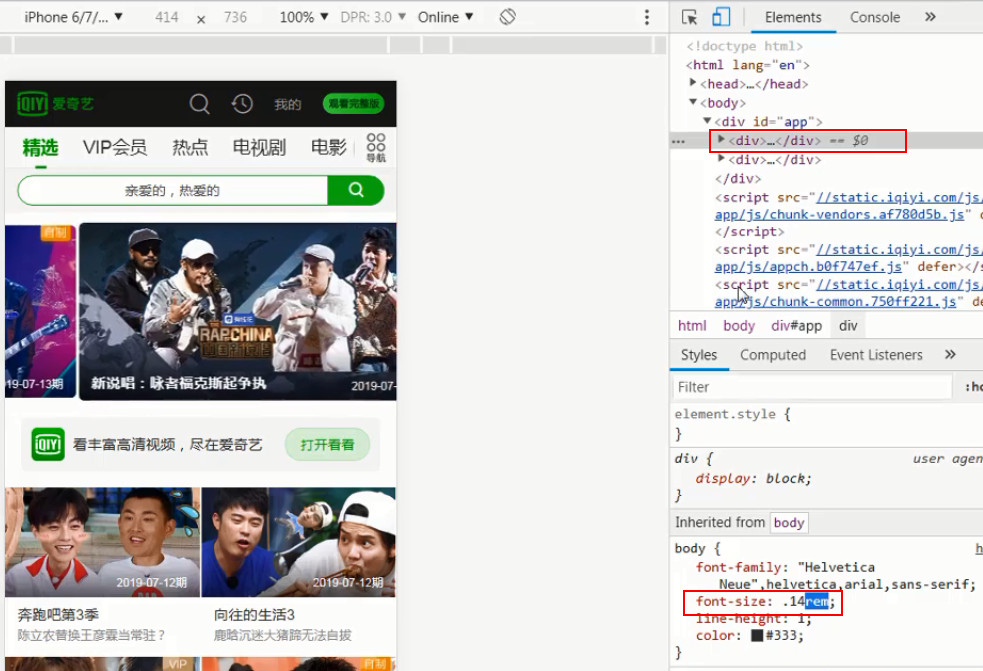 iPhone 6/7/... ▼ 414 x 736 100% ▼ DPR: 3.0 ▼ Online ▼
Elements Console »
<!doctype html>
<html lang="en">
▶<head>…</head>
▼<body>
▼<div id="app">
… ▶<div>…</div> == $0
▶<div>…</div>
</div>
<script src="//static.iqiyi.com/js/
app/js/chunk-vendors.af780d5b.js"
</script>
<script src="//static.iqiyi.com/js/
app/js/appch.b0f747ef.js" defer></s
<script src="//static.iqiyi.com/js/
app/js/chunk-common.750ff221.js" de
html body div#app div
Styles Computed Event Listeners »
Filter :ho
element.style {
}
div { user agen
display: block;
}
Inherited from body
body { h
font-family: "Helvetica
Neue",helvetica,arial,sans-serif;
font-size: .14rem;
line-height: 1;
color: #333;
}
QIY 爱奇艺 我的 观看完整版
精选 VIP会员 热点 电视剧 电影 导航
亲爱的，热爱的
自制
R.A.P CHINA
19-07-13期
新说唱：咏者福克斯起争执 2019-07-
QIY 看丰富高清视频，尽在爱奇艺 打开看看
2019-07-12期 2019-07-12期
奔跑吧第3季 向往的生活3
陈立农替换王彦霖当常驻？ 鹿晗沉迷大猪蹄无法自拔
VIP 自制